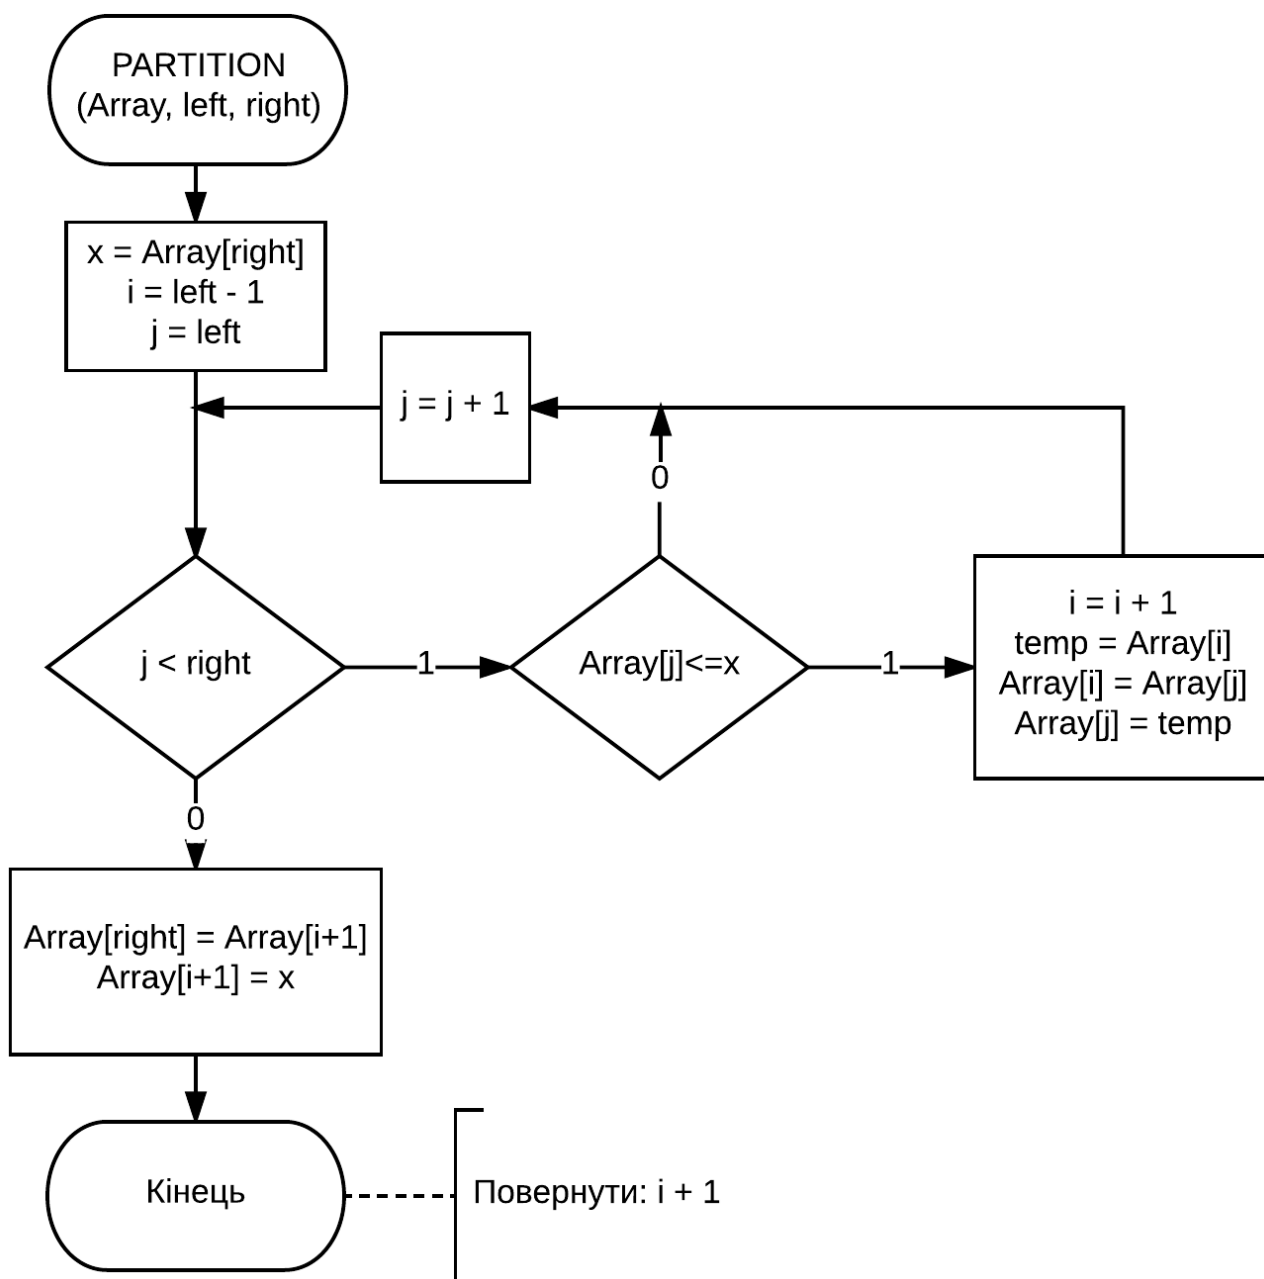 PARTITION
(Array, left, right)
x = Array[right]
i = left - 1
j = left
j = j + 1
0
j < right
1
Array[j]<=x
1
i = i + 1
temp = Array[i]
Array[i] = Array[j]
Array[j] = temp
0
Array[right] = Array[i+1]
Array[i+1] = x
Кінець
Повернути: i + 1